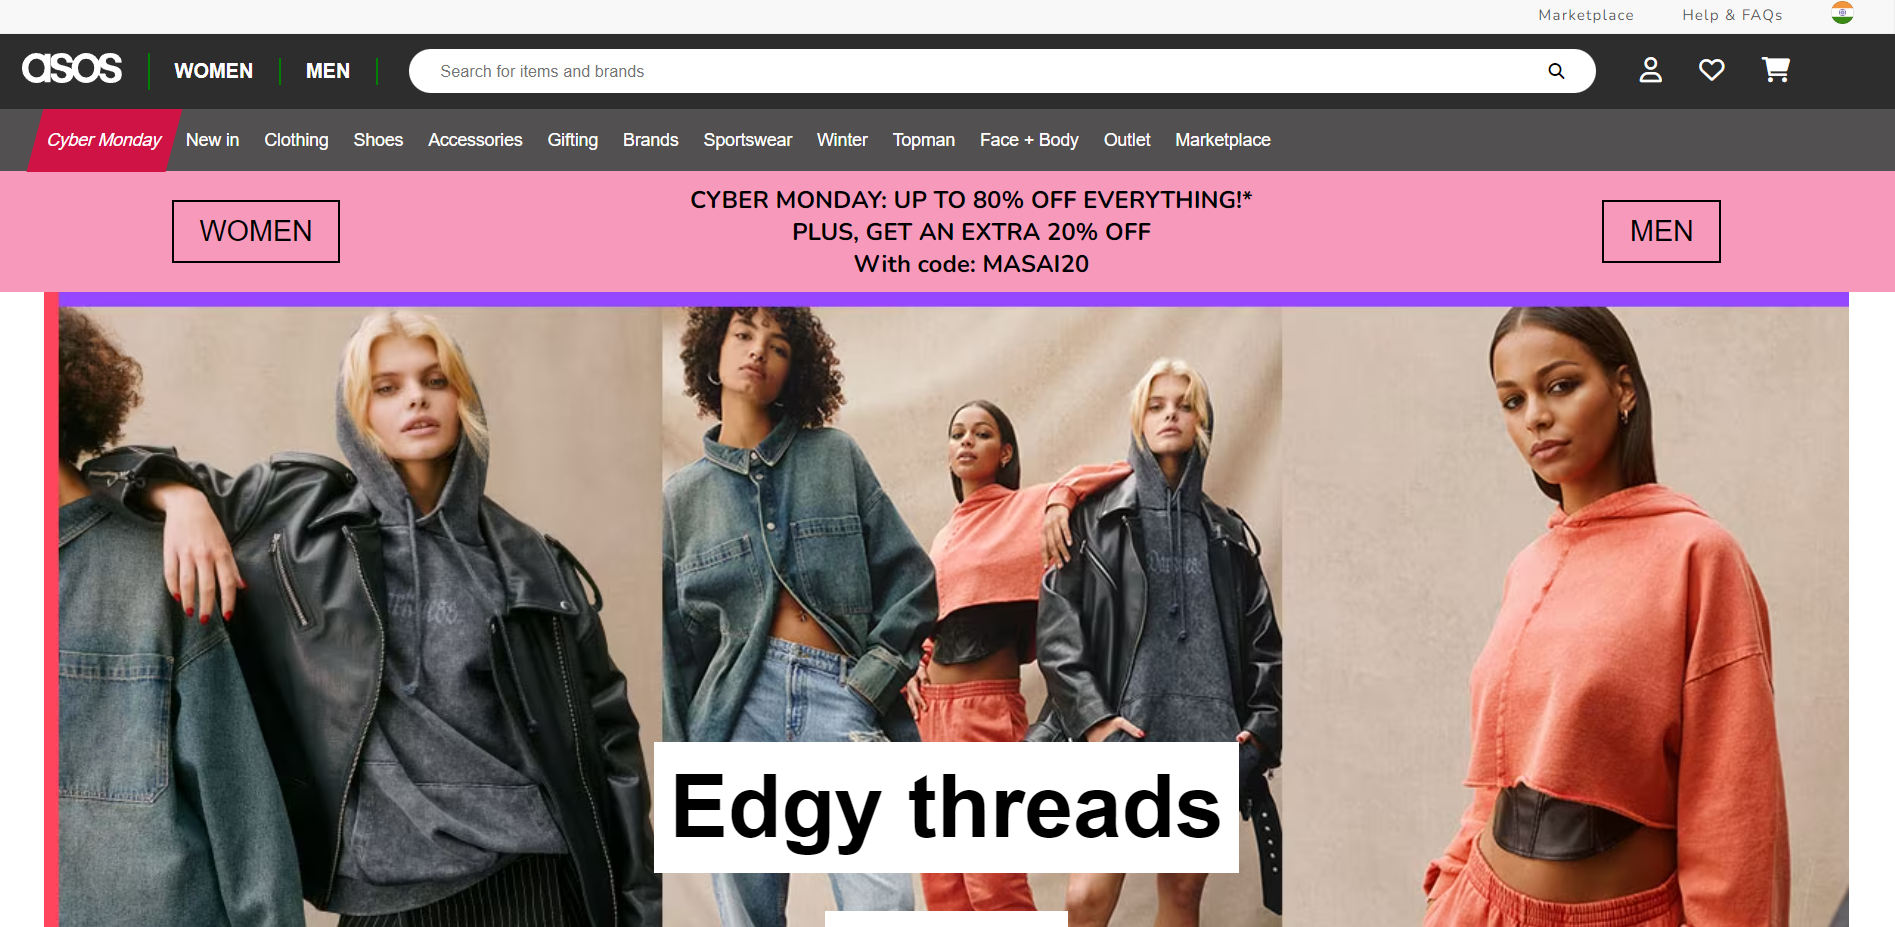 Marketplace Help & FAQs
asos WOMEN MEN Search for items and brands
Cyber Monday New in Clothing Shoes Accessories Gifting Brands Sportswear Winter Topman Face + Body Outlet Marketplace
WOMEN
CYBER MONDAY: UP TO 80% OFF EVERYTHING!*
PLUS, GET AN EXTRA 20% OFF
With code: MASAI20
MEN
Edgy threads